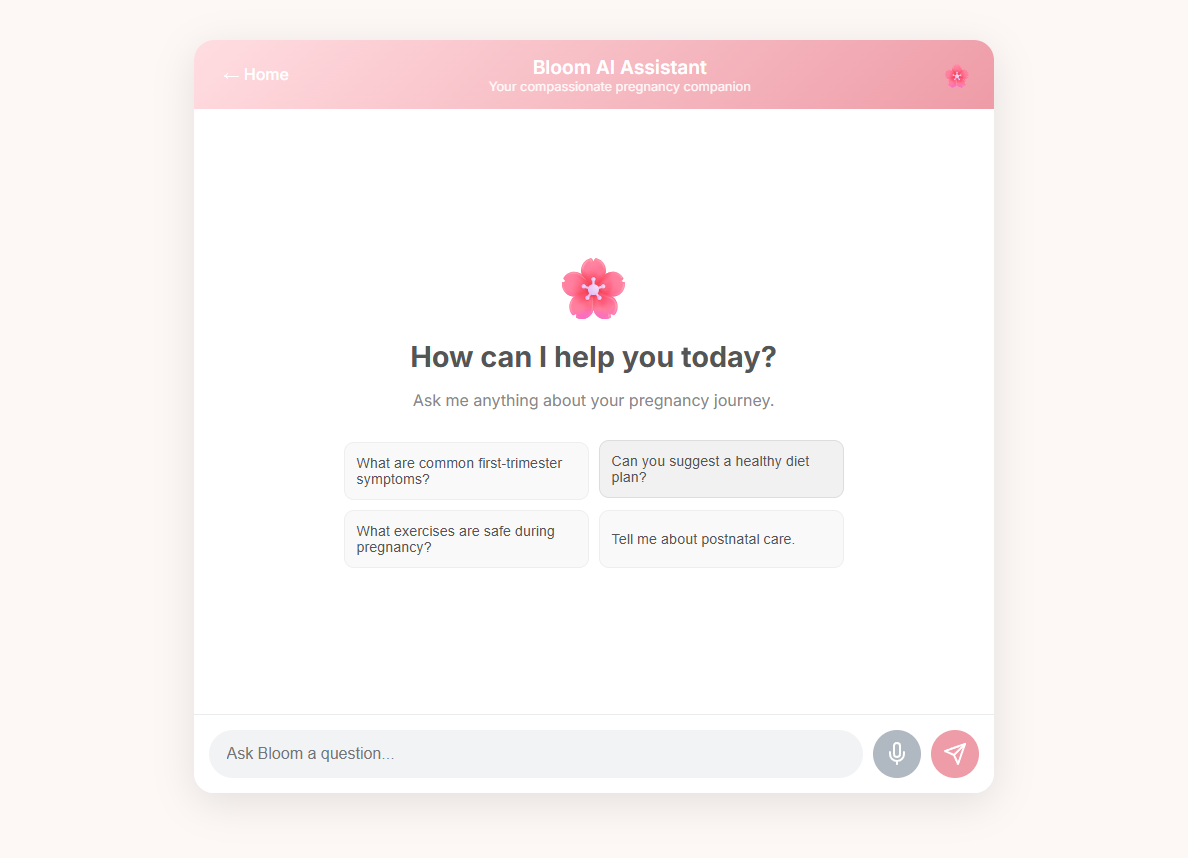 ← Home
Bloom AI Assistant
Your compassionate pregnancy companion
How can I help you today?
Ask me anything about your pregnancy journey.
What are common first-trimester
symptoms?
Can you suggest a healthy diet
plan?
What exercises are safe during
pregnancy?
Tell me about postnatal care.
Ask Bloom a question...